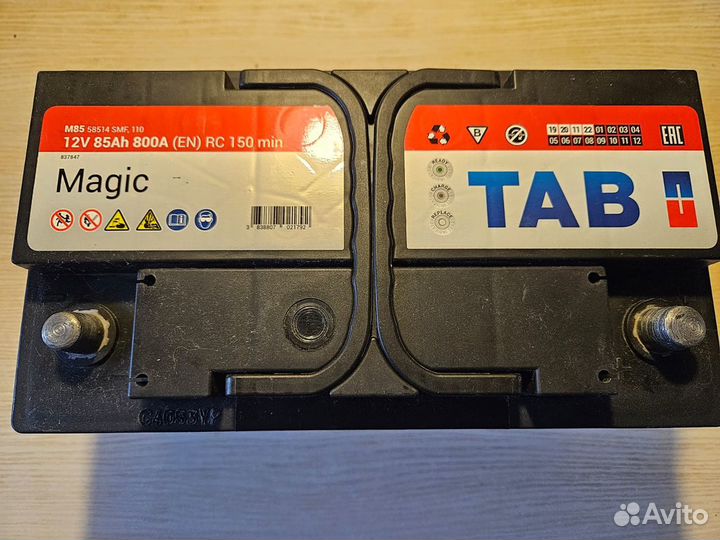 M85 58514 SMF, 110
12V 85Ah 800A (EN) RC 150 min
837847
Magic
3 838807 021792
B
19 20 11 22 01 02 03 04
05 06 07 08 09 10 11 12
EAC
READY
CHARGE
REPLACE
TAB
Avito